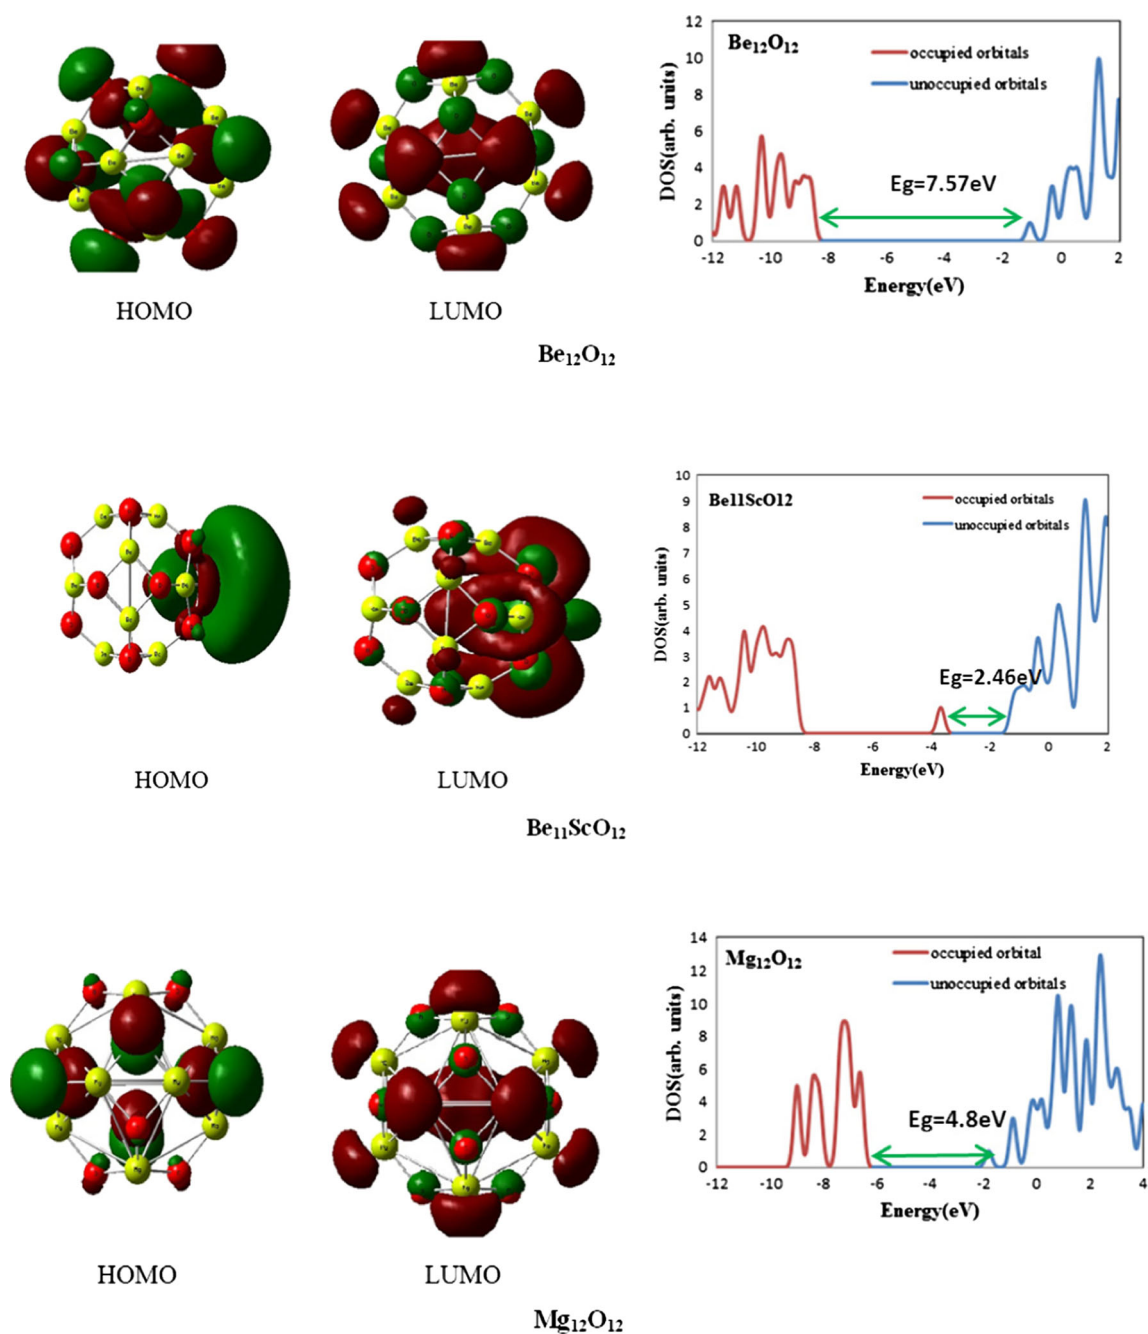 Be12O12
occupied orbitals
unoccupied orbitals
Eg=7.57eV
DOS(arb. units)
12
10
8
6
4
2
0
-12 -10 -8 -6 -4 -2 0 2
Energy(eV)
HOMO
LUMO
Be₁₂O₁₂
Be11ScO12
occupied orbitals
unoccupied orbitals
Eg=2.46eV
DOS(arb. units)
10
9
8
7
6
5
4
3
2
1
0
-12 -10 -8 -6 -4 -2 0 2
Energy(eV)
HOMO
LUMO
Be₁₁ScO₁₂
Mg₁₂O₁₂
occupied orbital
unoccupied orbitals
Eg=4.8eV
DOS(arb. units)
14
12
10
8
6
4
2
0
-12 -10 -8 -6 -4 -2 0 2 4
Energy(eV)
HOMO
LUMO
Mg₁₂O₁₂